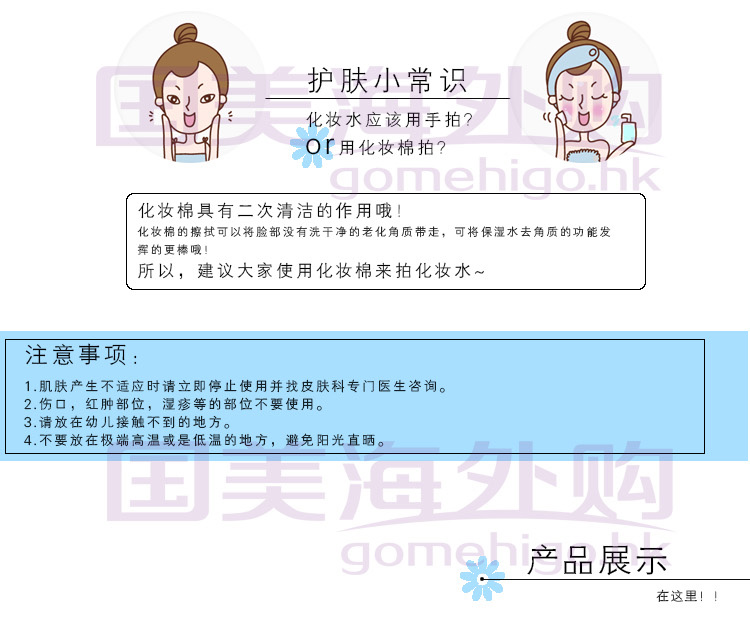 国美海外购
gomehigo.hk
护肤小常识
化妆水应该用手拍?
or用化妆棉拍?
化妆棉具有二次清洁的作用哦!
化妆棉的擦拭可以将脸部没有洗干净的老化角质带走，可将保湿水去角质的功能发
挥的更棒哦!
所以，建议大家使用化妆棉来拍化妆水~
注意事项:
1.肌肤产生不适应时请立即停止使用并找皮肤科专门医生咨询。
2.伤口，红肿部位，湿疹等的部位不要使用。
3.请放在幼儿接触不到的地方。
4.不要放在极端高温或是低温的地方，避免阳光直晒。
国美海外购
gomehigo.hk
产品展示
在这里!!